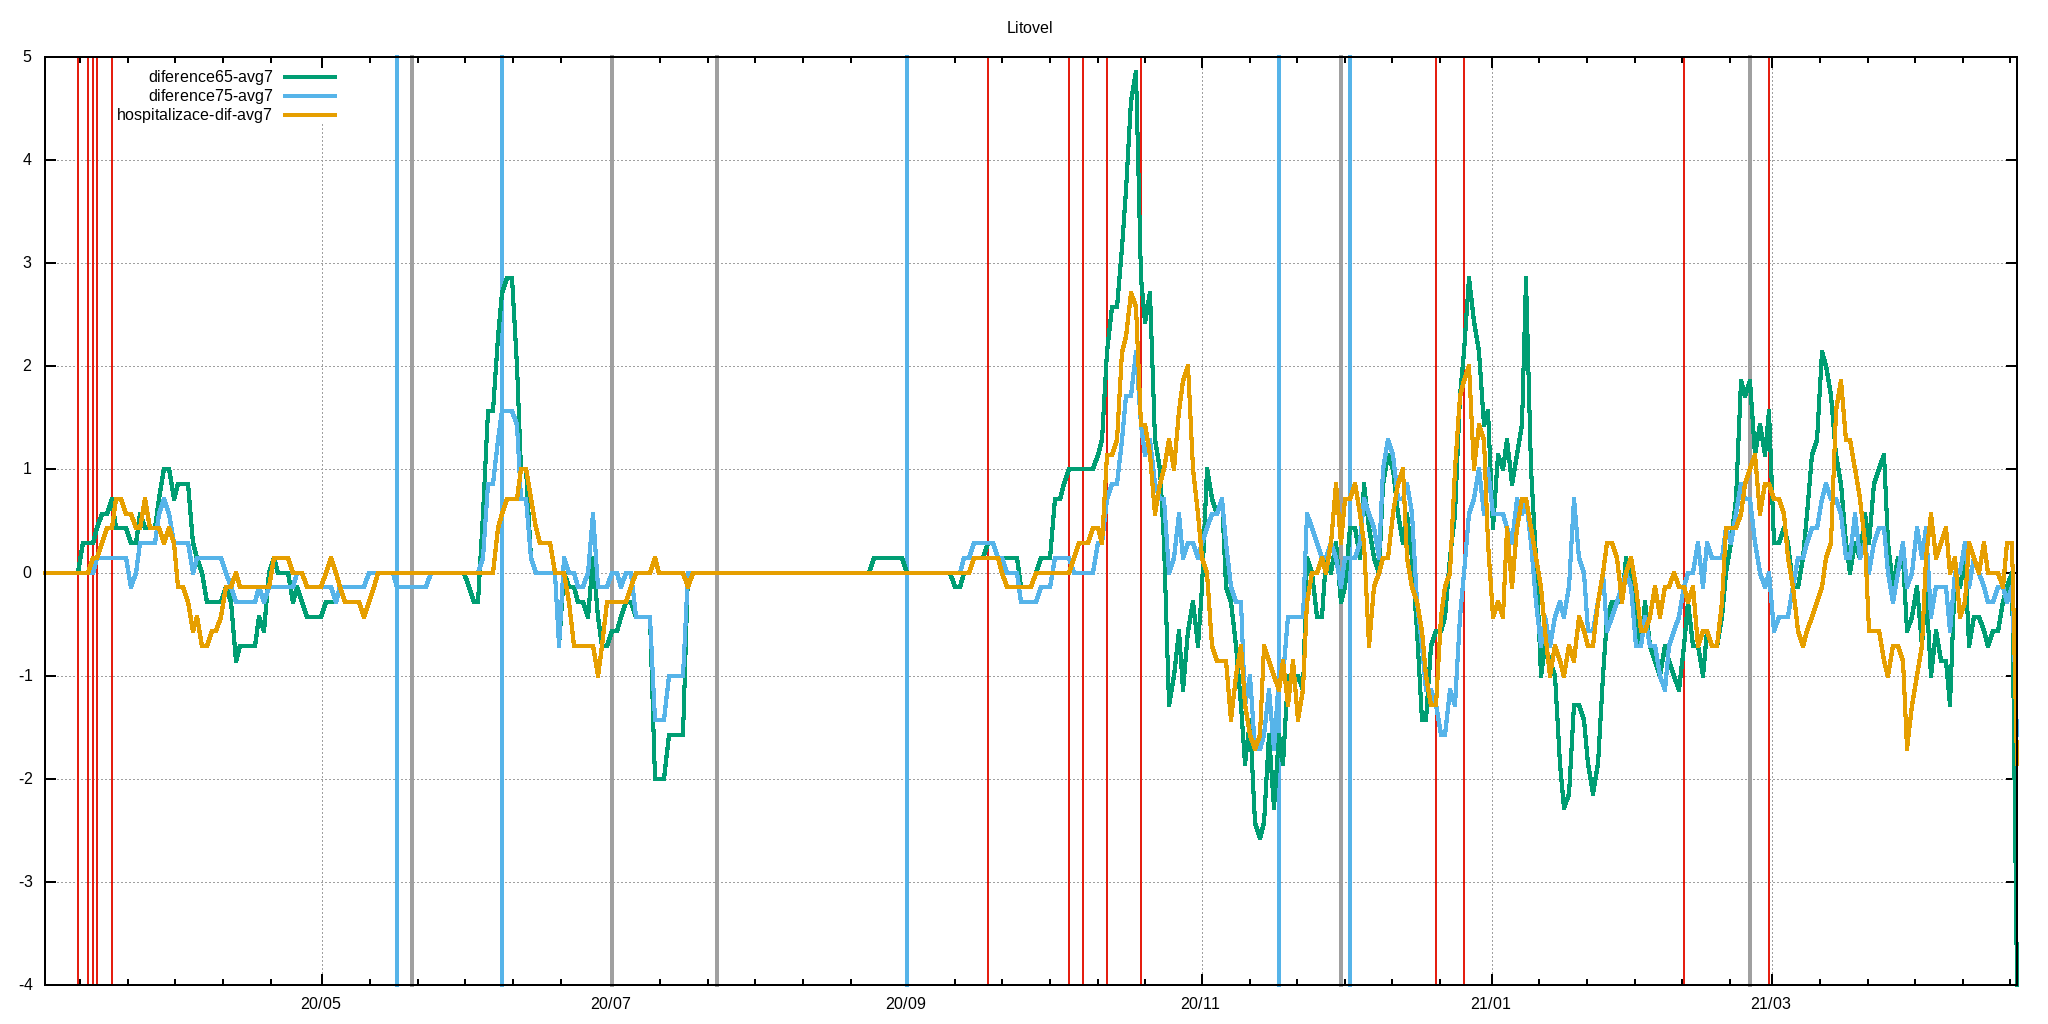 Litovel
diference65-avg7
diference75-avg7
hospitalizace-dif-avg7
5
4
3
2
1
0
-1
-2
-3
-4
20/05 20/07 20/09 20/11 21/01 21/03